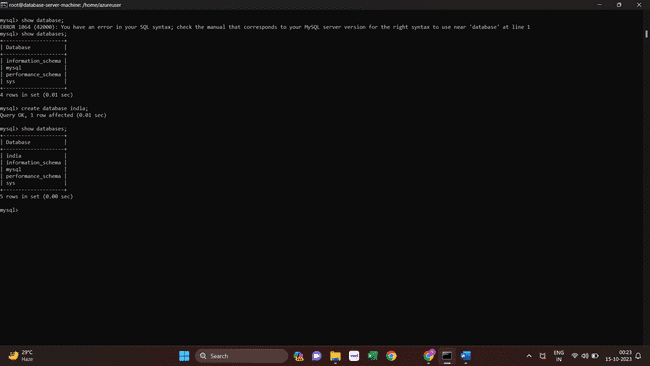 root@database-server-machine: /home/azureuser
mysql> show database;
ERROR 1064 (42000): You have an error in your SQL syntax; check the manual that corresponds to your MySQL server version for the right syntax to use near 'database' at line 1
mysql> show databases;
+--------------------+
| Database           |
+--------------------+
| information_schema |
| mysql              |
| performance_schema |
| sys                |
+--------------------+
4 rows in set (0.01 sec)
mysql> create database india;
Query OK, 1 row affected (0.01 sec)
mysql> show databases;
+--------------------+
| Database           |
+--------------------+
| india              |
| information_schema |
| mysql              |
| performance_schema |
| sys                |
+--------------------+
5 rows in set (0.00 sec)
mysql>
29°C
Haze
Search
ENG
IN
00:23
15-10-2023